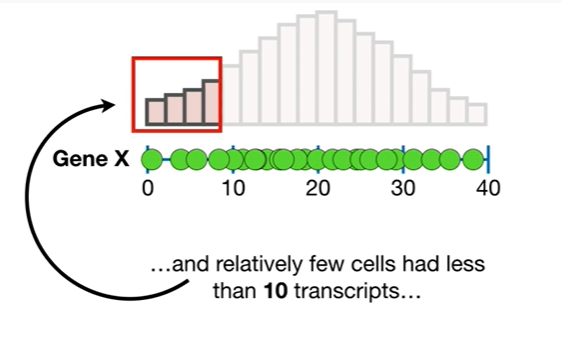 Gene X
0 10 20 30 40
...and relatively few cells had less
than 10 transcripts...